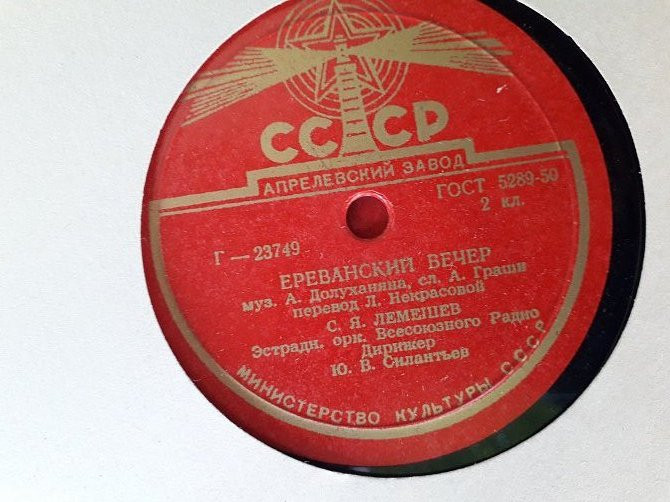 СССР
АПРЕЛЕВСКИЙ ЗАВОД
ГОСТ 5289-50
2 кл.
Г — 23749
ЕРЕВАНСКИЙ ВЕЧЕР
муз. А. Долуханяна, сл. А. Граши
перевод Л. Некрасовой
С. Я. ЛЕМЕШЕВ
Эстрадн. орк. Всесоюзного Радио
Дирижер
Ю. В. Силантьев
МИНИСТЕРСТВО КУЛЬТУРЫ СССР